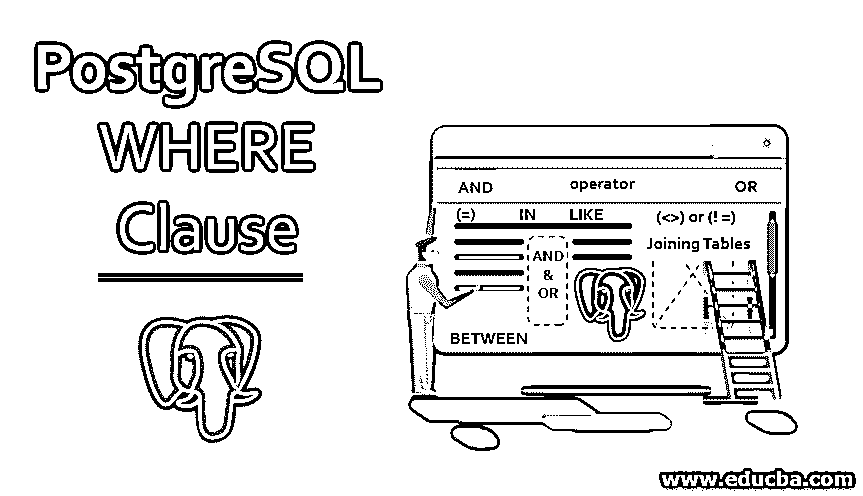 PostgreSQL
WHERE
Clause
AND operator OR
(=) IN LIKE (<>) or (! =)
Joining Tables
AND
&
OR
BETWEEN
www.educba.com